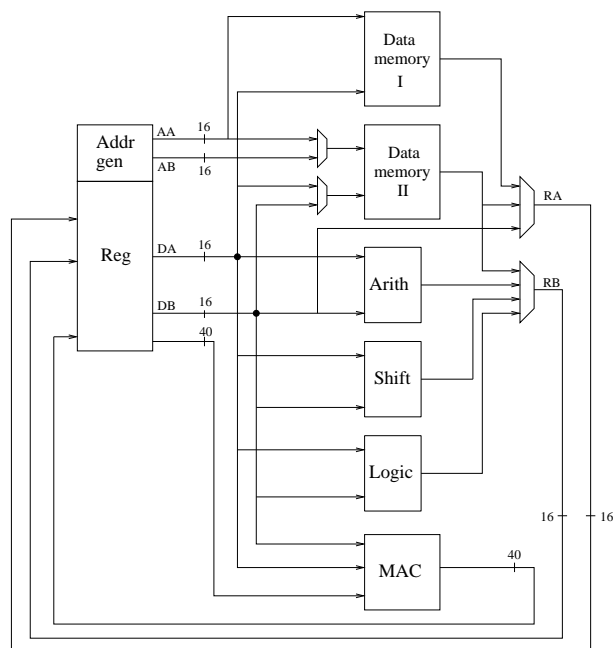 Data
memory
I
Addr
gen
AA
16
AB
16
Data
memory
II
RA
Reg
DA
16
DB
16
40
Arith
RB
Shift
Logic
16
16
MAC
40